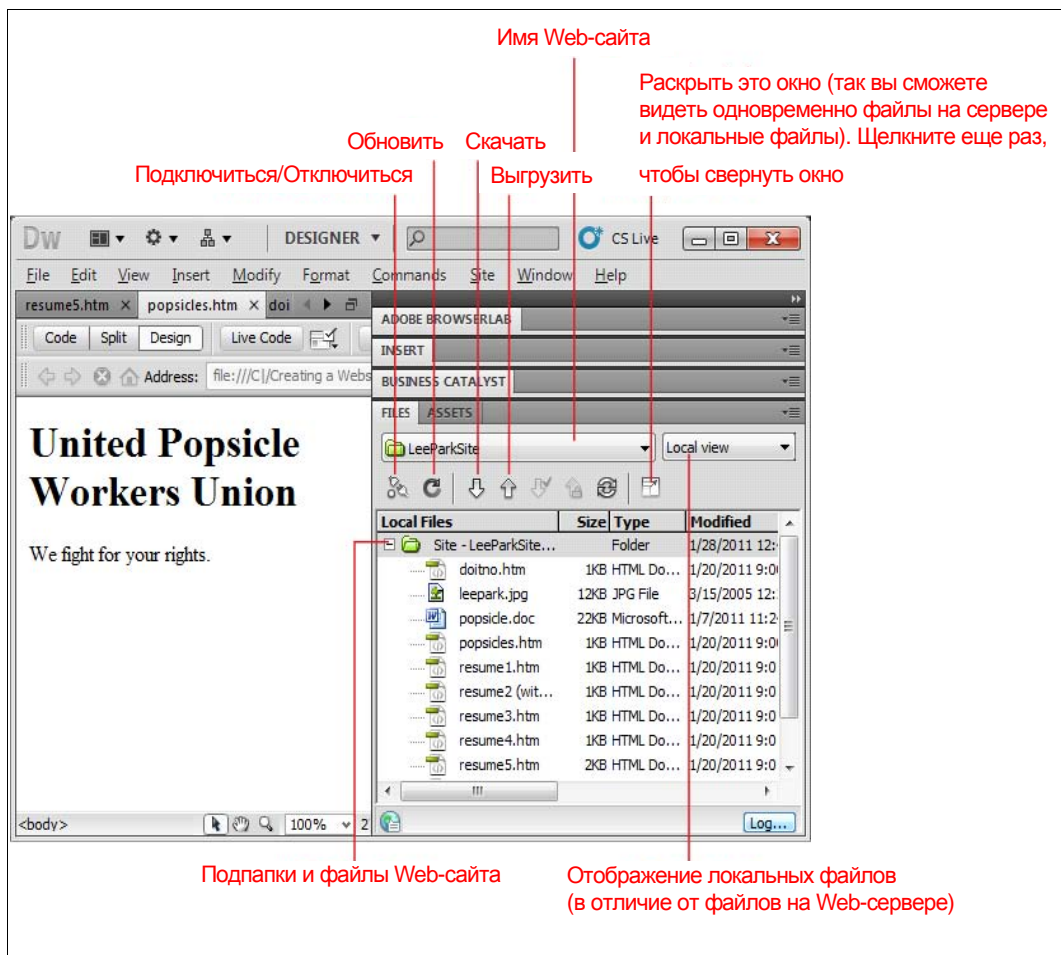 Имя Web-сайта
Раскрыть это окно (так вы сможете
видеть одновременно файлы на сервере
и локальные файлы). Щелкните еще раз,
чтобы свернуть окно
Обновить
Скачать
Подключиться/Отключиться
Выгрузить
Dw
DESIGNER
CS Live
File Edit View Insert Modify Format Commands Site Window Help
resume5.htm × popsicles.htm × doi
Code Split Design Live Code
Address: file:///C|/Creating a Webs
United Popsicle
Workers Union
We fight for your rights.
<body>
100%
2
ADOBE BROWSERLAB
INSERT
BUSINESS CATALYST
FILES ASSETS
LeeParkSite
Local view
Local Files Size Type Modified
Site - LeeParkSite... Folder 1/28/2011 12:
doitno.htm 1KB HTML Do... 1/20/2011 9:0
leepark.jpg 12KB JPG File 3/15/2005 12:
popsicle.doc 22KB Microsoft... 1/7/2011 11:2
popsicles.htm 1KB HTML Do... 1/20/2011 9:0
resume1.htm 1KB HTML Do... 1/20/2011 9:0
resume2 (wit... 1KB HTML Do... 1/20/2011 9:0
resume3.htm 1KB HTML Do... 1/20/2011 9:0
resume4.htm 1KB HTML Do... 1/20/2011 9:0
resume5.htm 2KB HTML Do... 1/20/2011 9:0
Log...
Подпапки и файлы Web-сайта
Отображение локальных файлов
(в отличие от файлов на Web-сервере)